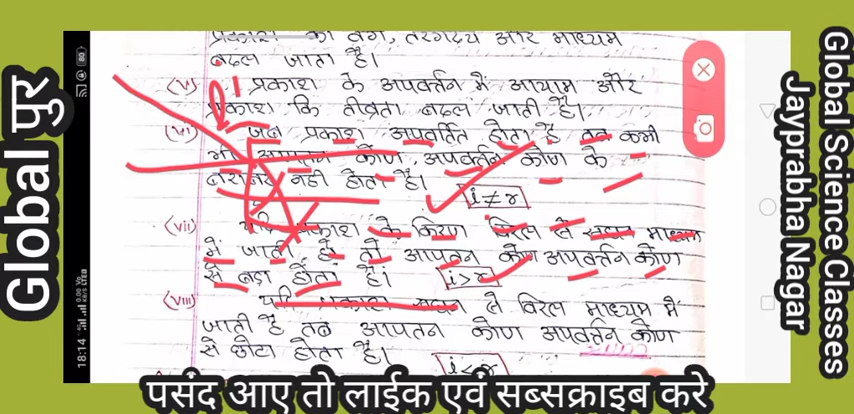 Global पुर
Global Science Classes
Jayprabha Nagar
18:14
80
प्रकाश का वेग, तरंगदैर्ध्य और माध्यम
बदल जाता है।
(v) प्रकाश के अपवर्तन में आयाम और
प्रकाश कि तीव्रता बदल जाती है।
(vi) जब प्रकाश अपवर्तित होता है तब कभी
भी आपतन कोण, अपवर्तन कोण के
बराबर नही होता है। i ≠ r
(vii) यदि प्रकाश के किरण विरल से सघन माध्यम
में जाती है तो आपतन कोण अपवर्तन कोण
से बड़ा होता है। i > r
(viii) यदि प्रकाश सघन से विरल माध्यम में
जाती है तब आपतन कोण अपवर्तन कोण
से छोटा होता है। i < r
पसंद आए तो लाईक एवं सब्सक्राइब करे